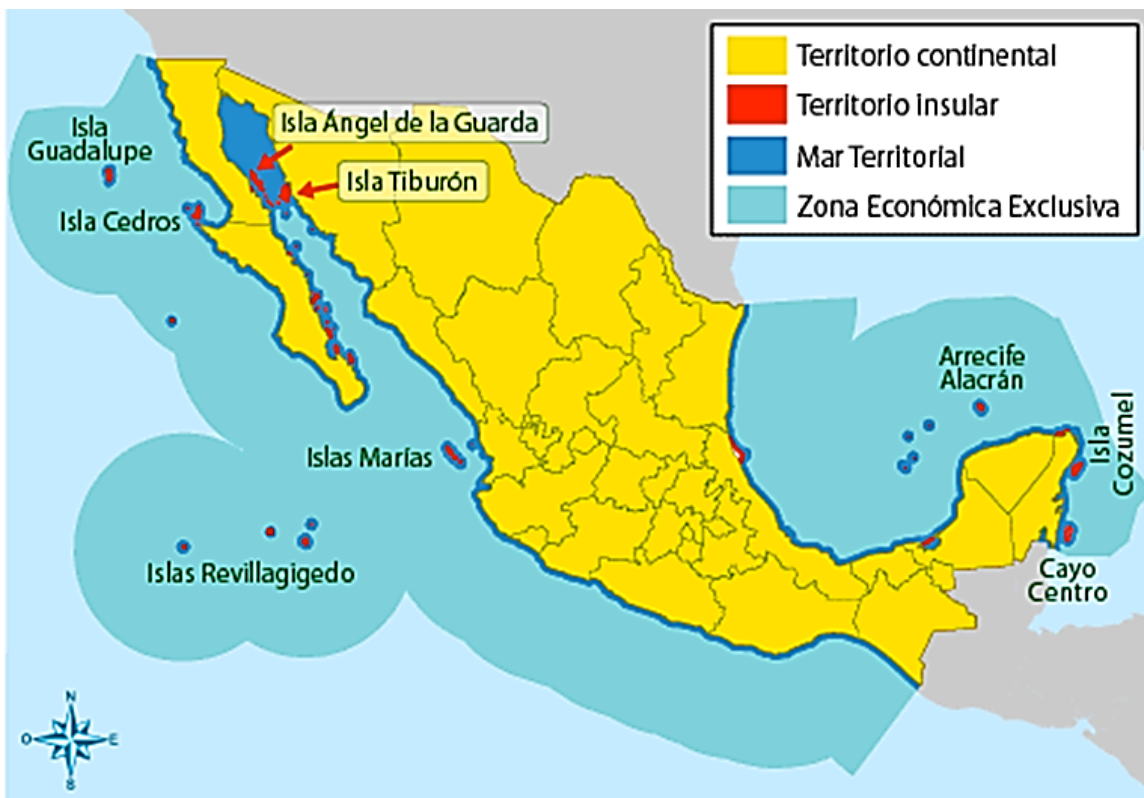 Territorio continental
Territorio insular
Mar Territorial
Zona Económica Exclusiva
Isla Ángel de la Guarda
Isla
Guadalupe
Isla Tiburón
Isla Cedros
Arrecife
Alacrán
Isla
Cozumel
Islas Marías
Islas Revillagigedo
Cayo
Centro
N
O
E
S